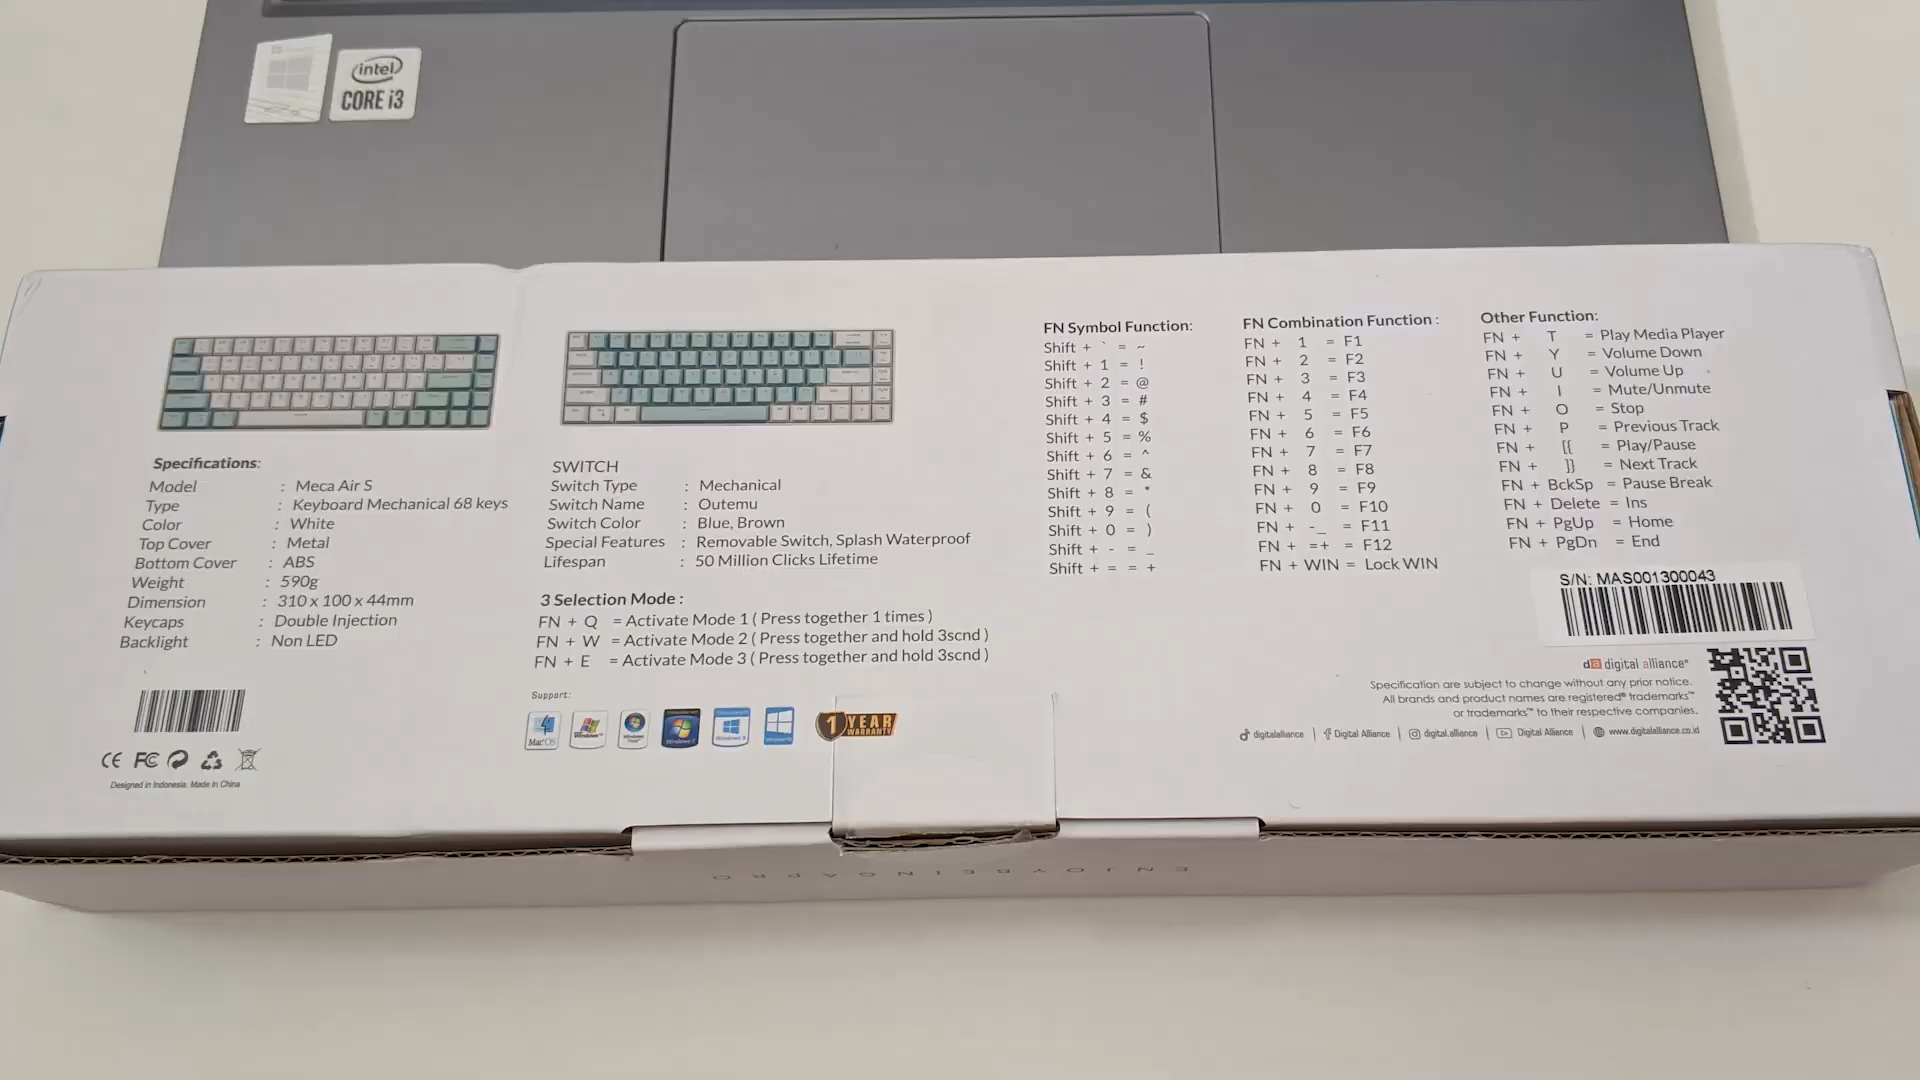 intel
CORE i3
Specifications:
Model : Meca Air S
Type : Keyboard Mechanical 68 keys
Color : White
Top Cover : Metal
Bottom Cover : ABS
Weight : 590g
Dimension : 310 x 100 x 44mm
Keycaps : Double Injection
Backlight : Non LED
Designed in Indonesia. Made in China
SWITCH
Switch Type : Mechanical
Switch Name : Outemu
Switch Color : Blue, Brown
Special Features : Removable Switch, Splash Waterproof
Lifespan : 50 Million Clicks Lifetime
3 Selection Mode :
FN + Q = Activate Mode 1 ( Press together 1 times )
FN + W = Activate Mode 2 ( Press together and hold 3scnd )
FN + E = Activate Mode 3 ( Press together and hold 3scnd )
Support:
Mac OS
1 YEAR
WARRANTY
FN Symbol Function:
Shift + ` = ~
Shift + 1 = !
Shift + 2 = @
Shift + 3 = #
Shift + 4 = $
Shift + 5 = %
Shift + 6 = ^
Shift + 7 = &
Shift + 8 = *
Shift + 9 = (
Shift + 0 = )
Shift + - = _
Shift + = = +
FN Combination Function :
FN + 1 = F1
FN + 2 = F2
FN + 3 = F3
FN + 4 = F4
FN + 5 = F5
FN + 6 = F6
FN + 7 = F7
FN + 8 = F8
FN + 9 = F9
FN + 0 = F10
FN + -_ = F11
FN + =+ = F12
FN + WIN = Lock WIN
Other Function:
FN + T = Play Media Player
FN + Y = Volume Down
FN + U = Volume Up
FN + I = Mute/Unmute
FN + O = Stop
FN + P = Previous Track
FN + [{ = Play/Pause
FN + ]} = Next Track
FN + BckSp = Pause Break
FN + Delete = Ins
FN + PgUp = Home
FN + PgDn = End
S/N: MAS001300043
da digital alliance®
Specification are subject to change without any prior notice.
All brands and product names are registered® trademarks™
or trademarks™ to their respective companies.
digitalalliance | Digital Alliance | digital.alliance | Digital Alliance | www.digitalalliance.co.id
ENJOYBEINGAPRO